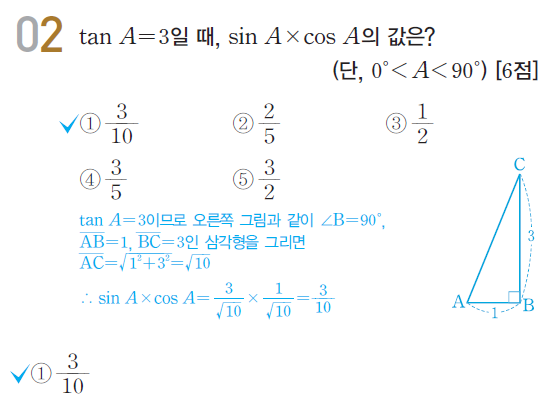 02 tan A=3일 때, sin A×cos A의 값은?
(단, 0°<A<90°) [6점]
① 3/10 ② 2/5 ③ 1/2
④ 3/5 ⑤ 3/2
tan A=3이므로 오른쪽 그림과 같이 ∠B=90°,
A̅B̅=1, B̅C̅=3인 삼각형을 그리면
A̅C̅=√(1²+3²)=√10
∴ sin A×cos A=3/√10×1/√10=3/10
C
3
A
1
B
① 3/10